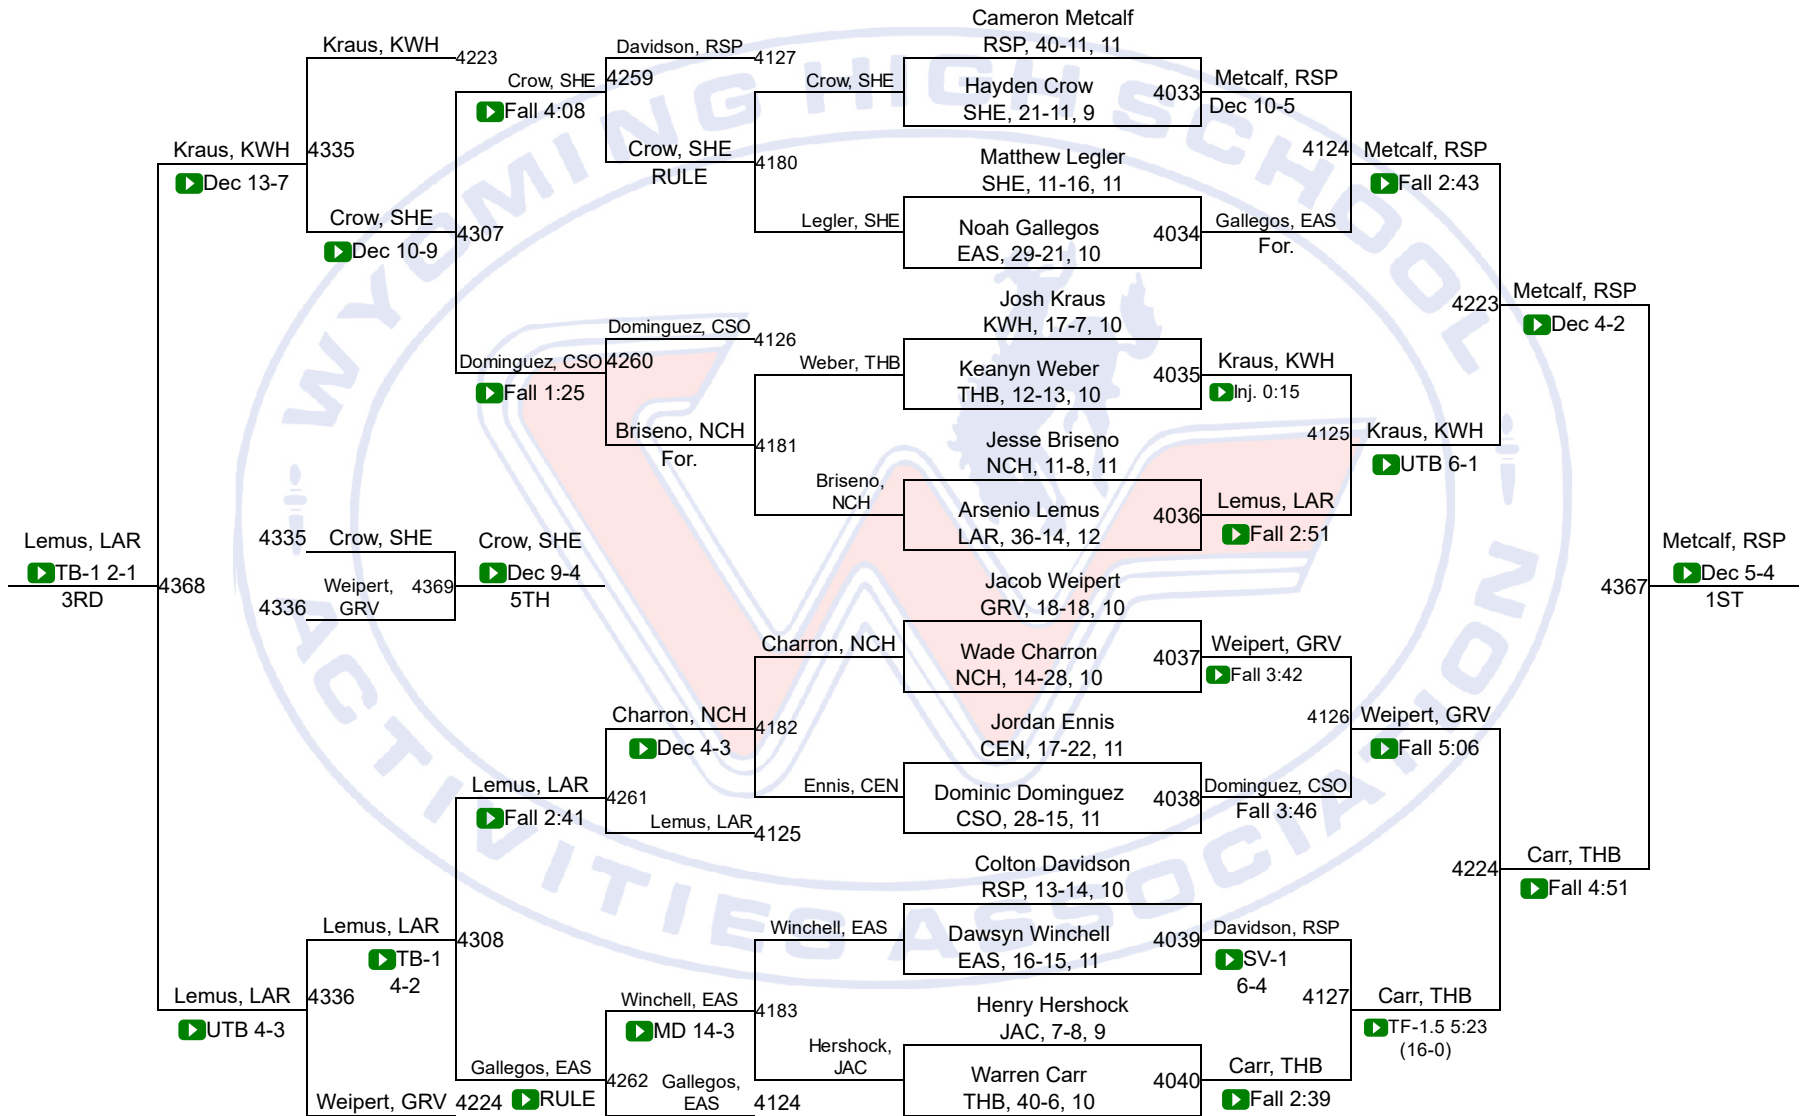 WYOMING HIGH SCHOOL
ACTIVITIES ASSOCIATION
Cameron Metcalf
RSP, 40-11, 11
Hayden Crow
SHE, 21-11, 9
4033
Matthew Legler
SHE, 11-16, 11
Noah Gallegos
EAS, 29-21, 10
4034
Josh Kraus
KWH, 17-7, 10
Keanyn Weber
THB, 12-13, 10
4035
Jesse Briseno
NCH, 11-8, 11
Arsenio Lemus
LAR, 36-14, 12
4036
Jacob Weipert
GRV, 18-18, 10
Wade Charron
NCH, 14-28, 10
4037
Jordan Ennis
CEN, 17-22, 11
Dominic Dominguez
CSO, 28-15, 11
4038
Colton Davidson
RSP, 13-14, 10
Dawsyn Winchell
EAS, 16-15, 11
4039
Henry Hershock
JAC, 7-8, 9
Warren Carr
THB, 40-6, 10
4040
Metcalf, RSP
Dec 10-5
Gallegos, EAS
For.
Kraus, KWH
Inj. 0:15
Lemus, LAR
Fall 2:51
Weipert, GRV
Fall 3:42
Dominguez, CSO
Fall 3:46
Davidson, RSP
SV-1
6-4
Carr, THB
Fall 2:39
4124
Metcalf, RSP
Fall 2:43
4125
Kraus, KWH
UTB 6-1
4126
Weipert, GRV
Fall 5:06
4127
Carr, THB
TF-1.5 5:23
(16-0)
4223
Metcalf, RSP
Dec 4-2
4224
Carr, THB
Fall 4:51
4367
Metcalf, RSP
Dec 5-4
1ST
Crow, SHE
Legler, SHE
4180
Weber, THB
Briseno,
NCH
4181
Charron, NCH
Ennis, CEN
4182
Winchell, EAS
Hershock,
JAC
4183
Davidson, RSP
4127
Crow, SHE
RULE
4259
Dominguez, CSO
4126
Briseno, NCH
For.
4260
Charron, NCH
Dec 4-3
Lemus, LAR
4125
4261
Winchell, EAS
MD 14-3
Gallegos,
EAS
4124
4262
Crow, SHE
Fall 4:08
Dominguez, CSO
Fall 1:25
4307
Lemus, LAR
Fall 2:41
Gallegos, EAS
RULE
4308
Kraus, KWH
4223
Crow, SHE
Dec 10-9
4335
Lemus, LAR
TB-1
4-2
Weipert, GRV
4224
4336
Kraus, KWH
Dec 13-7
Lemus, LAR
UTB 4-3
4368
Lemus, LAR
TB-1 2-1
3RD
4335
Crow, SHE
4336
Weipert,
GRV
4369
Crow, SHE
Dec 9-4
5TH